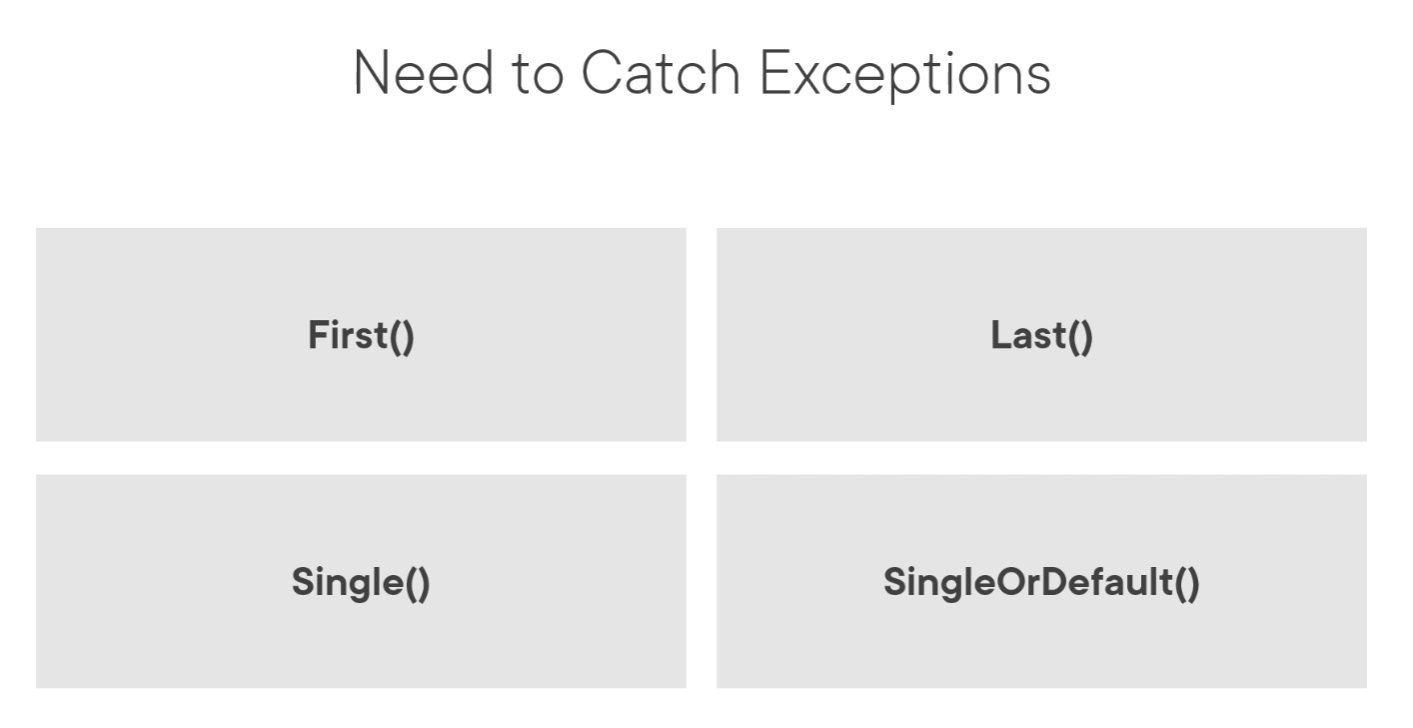 Need to Catch Exceptions
First()
Last()
Single()
SingleOrDefault()